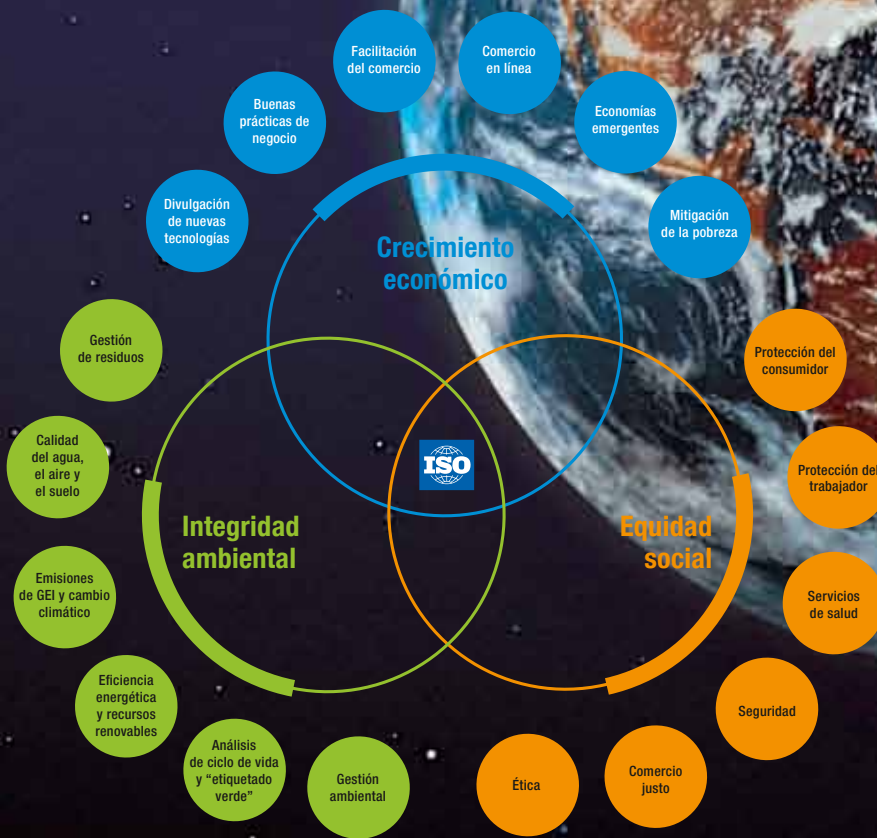 Facilitación
del comercio
Comercio
en línea
Buenas
prácticas de
negocio
Economías
emergentes
Divulgación
de nuevas
tecnologías
Mitigación
de la pobreza
Crecimiento
económico
Gestión
de residuos
Protección del
consumidor
Calidad
del agua,
el aire y
el suelo
ISO
Protección del
trabajador
Integridad
ambiental
Equidad
social
Emisiones
de GEI y cambio
climático
Servicios
de salud
Eficiencia
energética
y recursos
renovables
Seguridad
Análisis
de ciclo de vida
y “etiquetado
verde”
Gestión
ambiental
Ética
Comercio
justo